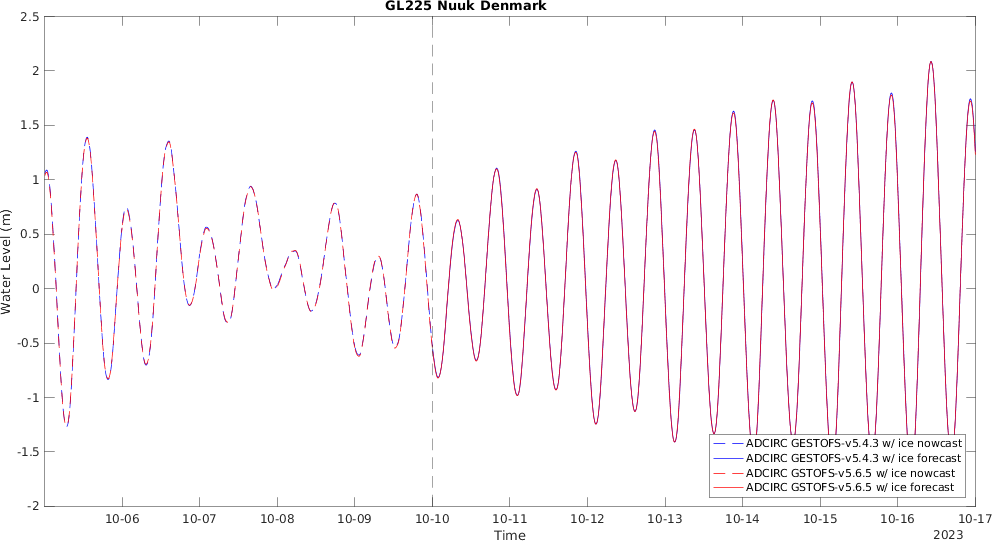 GL225 Nuuk Denmark
2.5
2
1.5
1
0.5
0
-0.5
-1
-1.5
-2
Water Level (m)
ADCIRC GESTOFS-v5.4.3 w/ ice nowcast
ADCIRC GESTOFS-v5.4.3 w/ ice forecast
ADCIRC GSTOFS-v5.6.5 w/ ice nowcast
ADCIRC GSTOFS-v5.6.5 w/ ice forecast
10-06 10-07 10-08 10-09 10-10 10-11 10-12 10-13 10-14 10-15 10-16 10-17
Time
2023